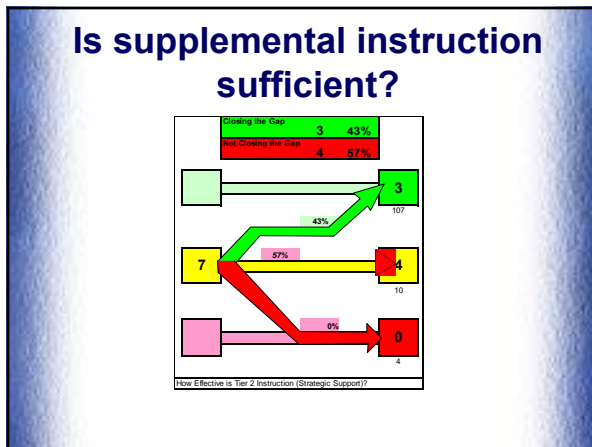 Is supplemental instruction
sufficient?
Closing the Gap 3 43%
Not Closing the Gap 4 57%
3
107
43%
57%
7
4
10
0%
0
4
How Effective is Tier 2 Instruction (Strategic Support)?